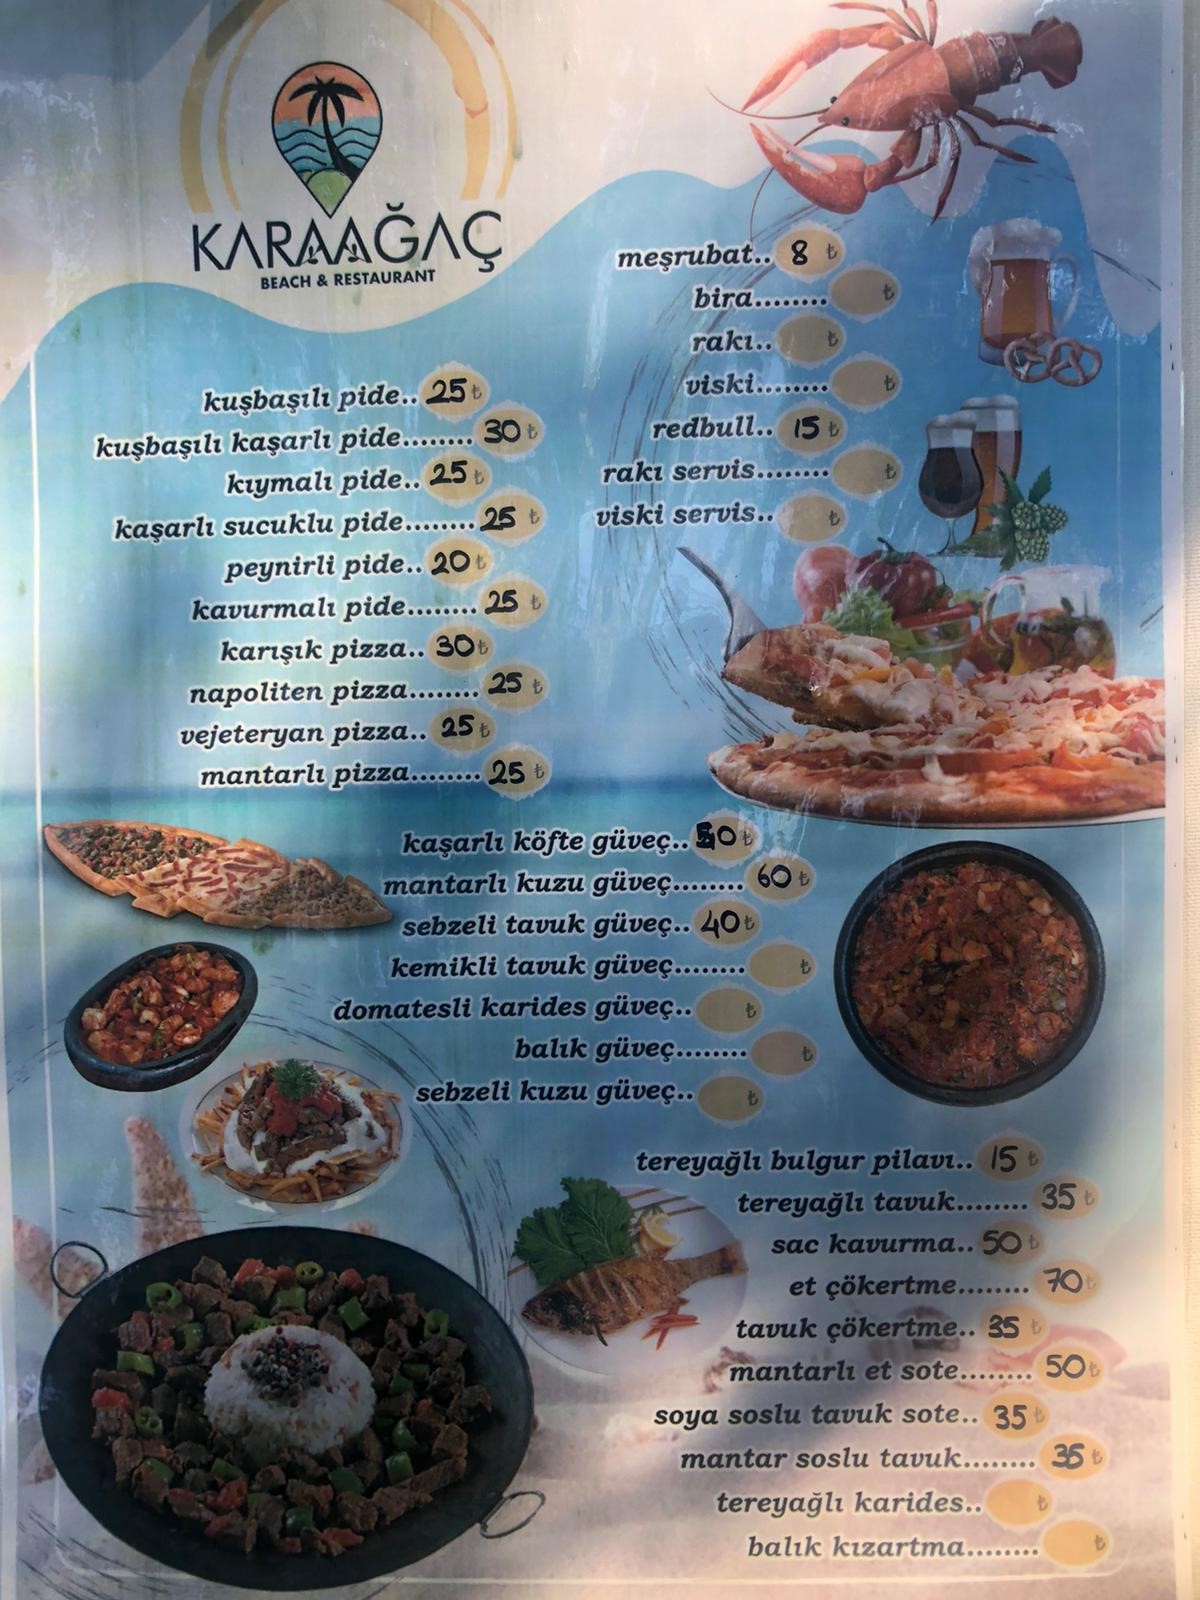 KARAAĞAÇ
BEACH & RESTAURANT
meşrubat.. 8 ₺
bira........ ₺
rakı.. ₺
viski........ ₺
redbull.. 15 ₺
rakı servis........ ₺
viski servis.. ₺
kuşbaşılı pide.. 25 ₺
kuşbaşılı kaşarlı pide........ 30 ₺
kıymalı pide.. 25 ₺
kaşarlı sucuklu pide........ 25 ₺
peynirli pide.. 20 ₺
kavurmalı pide........ 25 ₺
karışık pizza.. 30 ₺
napoliten pizza........ 25 ₺
vejeteryan pizza.. 25 ₺
mantarlı pizza........ 25 ₺
kaşarlı köfte güveç.. 50 ₺
mantarlı kuzu güveç........ 60 ₺
sebzeli tavuk güveç.. 40 ₺
kemikli tavuk güveç........ ₺
domatesli karides güveç.. ₺
balık güveç........ ₺
sebzeli kuzu güveç.. ₺
tereyağlı bulgur pilavı.. 15 ₺
tereyağlı tavuk........ 35 ₺
sac kavurma.. 50 ₺
et çökertme........ 70 ₺
tavuk çökertme.. 35 ₺
mantarlı et sote........ 50 ₺
soya soslu tavuk sote.. 35 ₺
mantar soslu tavuk........ 35 ₺
tereyağlı karides.. ₺
balık kızartma........ ₺